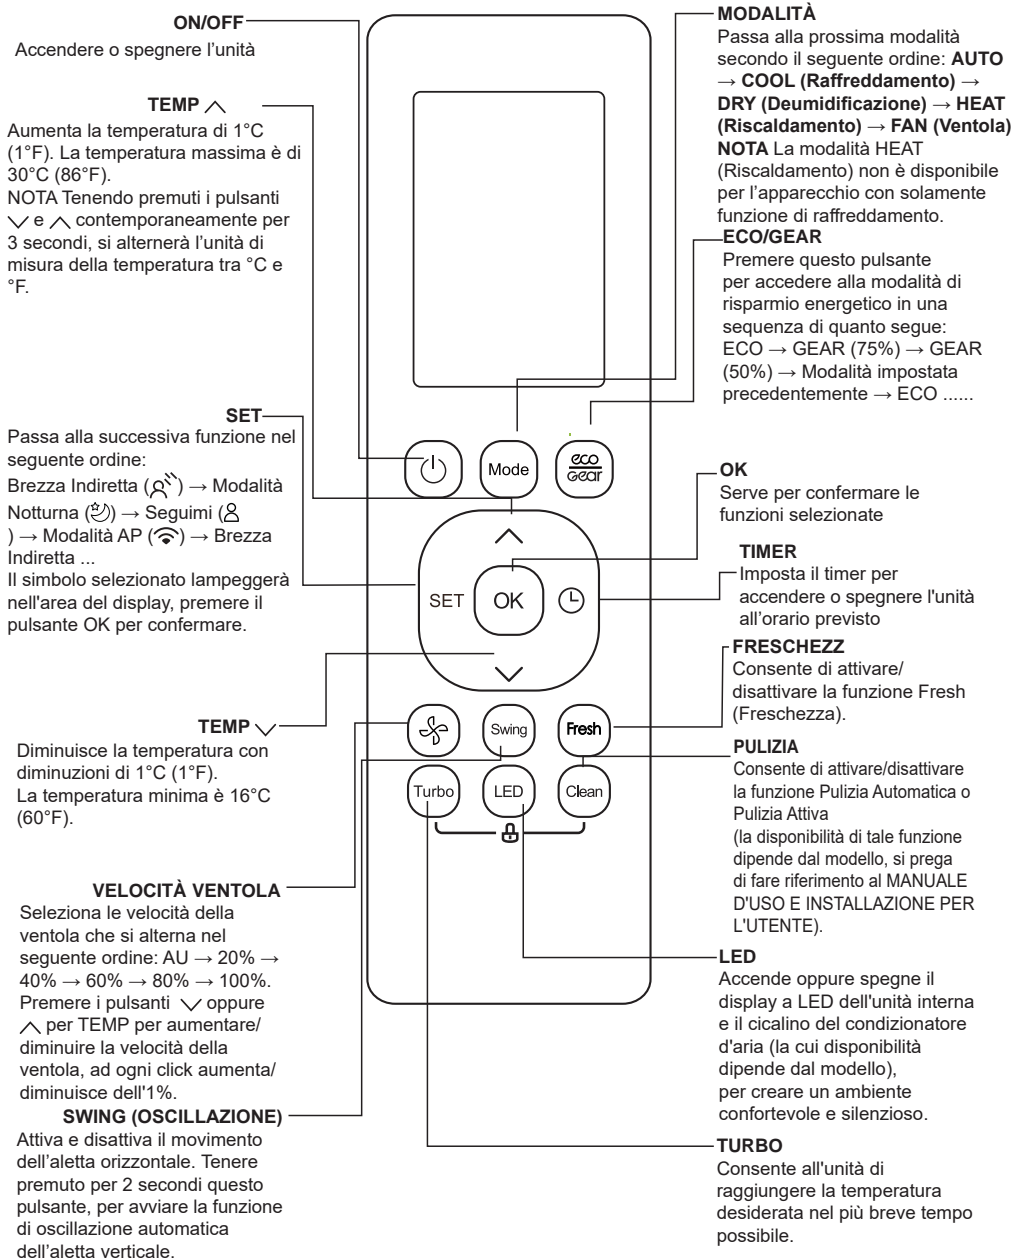 ON/OFF
Accendere o spegnere l’unità
TEMP
Aumenta la temperatura di 1°C
(1°F). La temperatura massima è di
30°C (86°F).
NOTA Tenendo premuti i pulsanti
e contemporaneamente per
3 secondi, si alternerà l’unità di
misura della temperatura tra °C e
°F.
SET
Passa alla successiva funzione nel
seguente ordine:
Brezza Indiretta ( ) → Modalità
Notturna ( ) → Seguimi (
) → Modalità AP ( ) → Brezza
Indiretta ...
Il simbolo selezionato lampeggerà
nell'area del display, premere il
pulsante OK per confermare.
TEMP
Diminuisce la temperatura con
diminuzioni di 1°C (1°F).
La temperatura minima è 16°C
(60°F).
VELOCITÀ VENTOLA
Seleziona le velocità della
ventola che si alterna nel
seguente ordine: AU → 20% →
40% → 60% → 80% → 100%.
Premere i pulsanti oppure
per TEMP per aumentare/
diminuire la velocità della
ventola, ad ogni click aumenta/
diminuisce dell'1%.
SWING (OSCILLAZIONE)
Attiva e disattiva il movimento
dell’aletta orizzontale. Tenere
premuto per 2 secondi questo
pulsante, per avviare la funzione
di oscillazione automatica
dell’aletta verticale.
Mode
eco
Gear
SET
OK
Swing
Fresh
Turbo
LED
Clean
MODALITÀ
Passa alla prossima modalità
secondo il seguente ordine: AUTO
→ COOL (Raffreddamento) →
DRY (Deumidificazione) → HEAT
(Riscaldamento) → FAN (Ventola)
NOTA La modalità HEAT
(Riscaldamento) non è disponibile
per l’apparecchio con solamente
funzione di raffreddamento.
ECO/GEAR
Premere questo pulsante
per accedere alla modalità di
risparmio energetico in una
sequenza di quanto segue:
ECO → GEAR (75%) → GEAR
(50%) → Modalità impostata
precedentemente → ECO ......
OK
Serve per confermare le
funzioni selezionate
TIMER
Imposta il timer per
accendere o spegnere l'unità
all’orario previsto
FRESCHEZZ
Consente di attivare/
disattivare la funzione Fresh
(Freschezza).
PULIZIA
Consente di attivare/disattivare
la funzione Pulizia Automatica o
Pulizia Attiva
(la disponibilità di tale funzione
dipende dal modello, si prega
di fare riferimento al MANUALE
D'USO E INSTALLAZIONE PER
L'UTENTE).
LED
Accende oppure spegne il
display a LED dell'unità interna
e il cicalino del condizionatore
d'aria (la cui disponibilità
dipende dal modello),
per creare un ambiente
confortevole e silenzioso.
TURBO
Consente all'unità di
raggiungere la temperatura
desiderata nel più breve tempo
possibile.